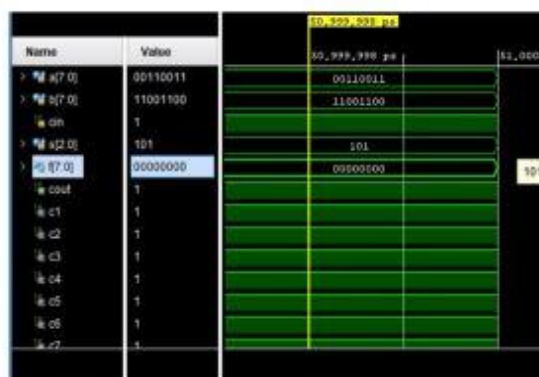 50,999,998 ps
Name Value 50,999,998 ps 51,000
a[7:0] 00110011 00110011
b[7:0] 11001100 11001100
cin 1
s[2:0] 101 101
f[7:0] 00000000 00000000 101
cout 1
c1 1
c2 1
c3 1
c4 1
c5 1
c6 1
c7 1